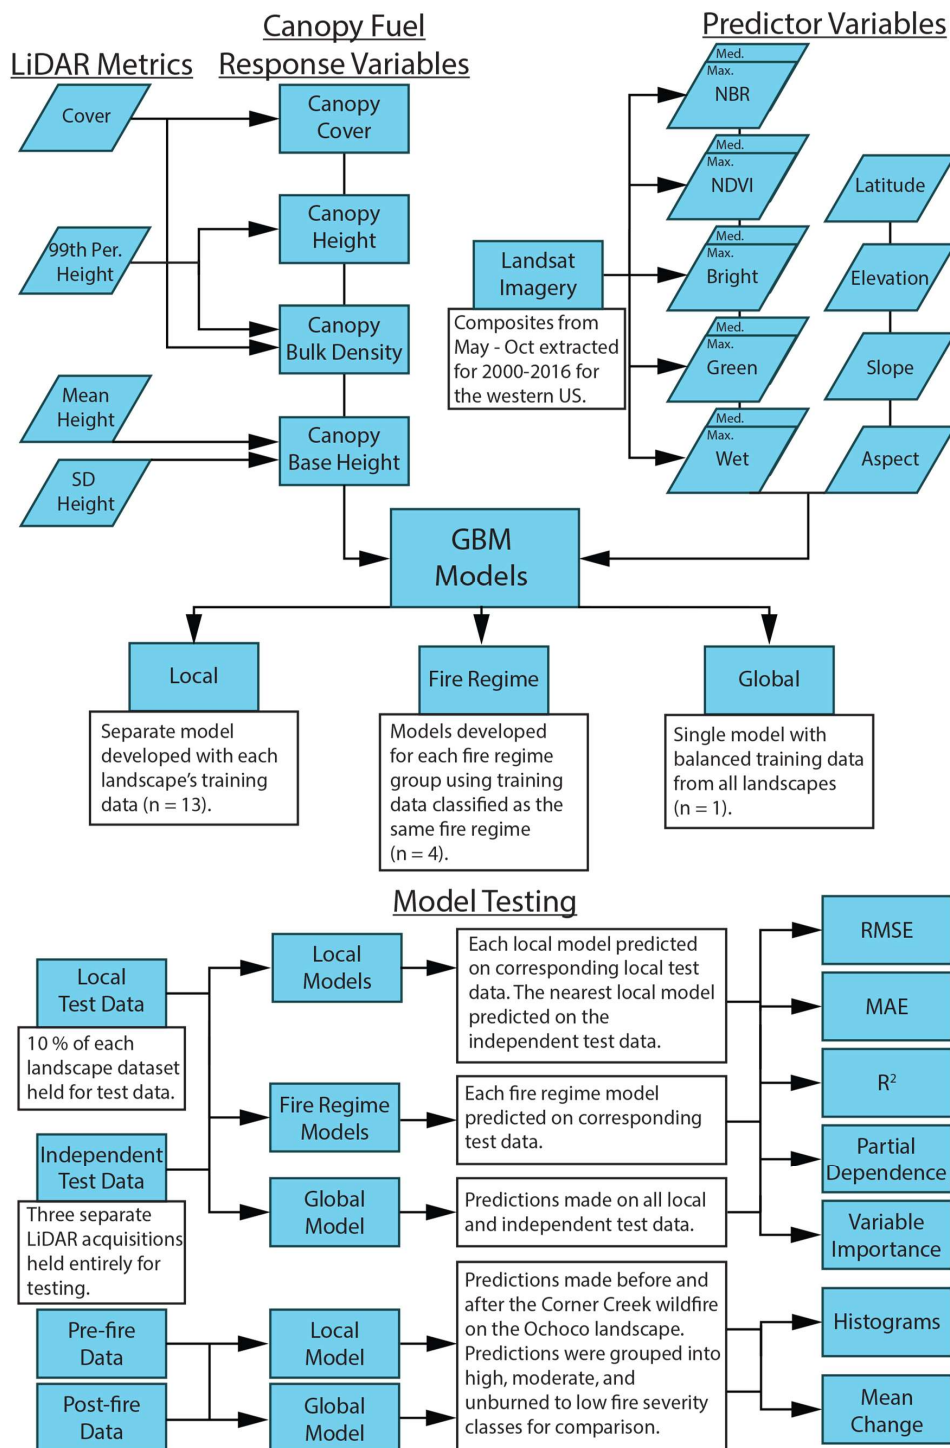 LiDAR Metrics
Canopy Fuel
Response Variables
Predictor Variables
Cover
99th Per.
Height
Mean
Height
SD
Height
Canopy
Cover
Canopy
Height
Canopy
Bulk Density
Canopy
Base Height
Landsat
Imagery
Composites from
May - Oct extracted
for 2000-2016 for
the western US.
Med.
Max.
NBR
Med.
Max.
NDVI
Med.
Max.
Bright
Med.
Max.
Green
Med.
Max.
Wet
Latitude
Elevation
Slope
Aspect
GBM
Models
Local
Separate model
developed with each
landscape's training
data (n = 13).
Fire Regime
Models developed
for each fire regime
group using training
data classified as the
same fire regime
(n = 4).
Global
Single model with
balanced training data
from all landscapes
(n = 1).
Model Testing
Local
Test Data
10 % of each
landscape dataset
held for test data.
Independent
Test Data
Three separate
LiDAR acquisitions
held entirely for
testing.
Pre-fire
Data
Post-fire
Data
Local
Models
Fire Regime
Models
Global
Model
Local
Model
Global
Model
Each local model predicted
on corresponding local test
data. The nearest local model
predicted on the
independent test data.
Each fire regime model
predicted on corresponding
test data.
Predictions made on all local
and independent test data.
Predictions made before and
after the Corner Creek wildfire
on the Ochoco landscape.
Predictions were grouped into
high, moderate, and
unburned to low fire severity
classes for comparison.
RMSE
MAE
R²
Partial
Dependence
Variable
Importance
Histograms
Mean
Change